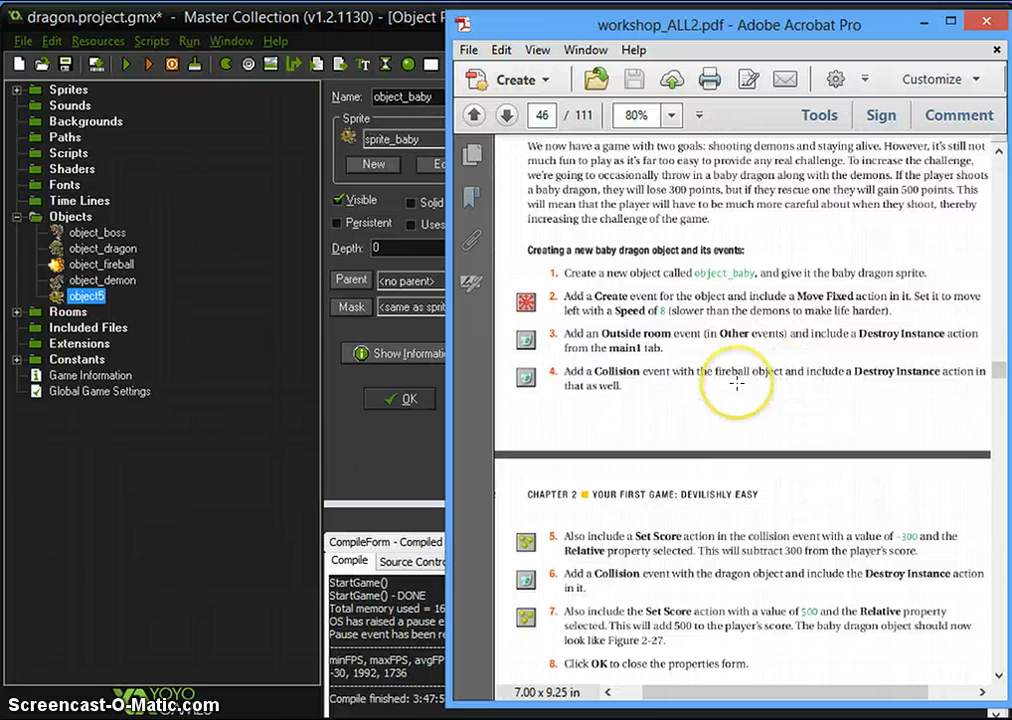 dragon.project.gmx* - Master Collection (v1.2.1130) - [Object P
File Edit Resources Scripts Run Window Help
Sprites
Sounds
Backgrounds
Paths
Scripts
Shaders
Fonts
Time Lines
Objects
object_boss
object_dragon
object_fireball
object_demon
object5
Rooms
Included Files
Extensions
Constants
Game Information
Global Game Settings
Name: object_baby
Sprite
sprite_baby
New
Visible Solid
Persistent Uses
Depth: 0
Parent <no parent>
Mask <same as sprit
Show Informatio
OK
CompileForm - Compiled
Compile Source Contr
StartGame()
StartGame() - DONE
Total memory used = 16
OS has raised a pause e
Pause event has been re
minFPS, maxFPS, avgFP
-30, 1992, 1736
Compile finished: 3:47:5
YOYO
Screencast-O-Matic.com
workshop_ALL2.pdf - Adobe Acrobat Pro
File Edit View Window Help
Create Customize
46 / 111 80% Tools Sign Comment
We now have a game with two goals: shooting demons and staying alive. However, it's still not
much fun to play as it's far too easy to provide any real challenge. To increase the challenge,
we're going to occasionally throw in a baby dragon along with the demons. If the player shoots
a baby dragon, they will lose 300 points, but if they rescue one they will gain 500 points. This
will mean that the player will have to be much more careful about when they shoot, thereby
increasing the challenge of the game.
Creating a new baby dragon object and its events:
1. Create a new object called object_baby, and give it the baby dragon sprite.
2. Add a Create event for the object and include a Move Fixed action in it. Set it to move
left with a Speed of 8 (slower than the demons to make life harder).
3. Add an Outside room event (in Other events) and include a Destroy Instance action
from the main1 tab.
4. Add a Collision event with the fireball object and include a Destroy Instance action in
that as well.
CHAPTER 2 ■ YOUR FIRST GAME: DEVILISHLY EASY
5. Also include a Set Score action in the collision event with a value of -300 and the
Relative property selected. This will subtract 300 from the player's score.
6. Add a Collision event with the dragon object and include the Destroy Instance action
in it.
7. Also include the Set Score action with a value of 500 and the Relative property
selected. This will add 500 to the player's score. The baby dragon object should now
look like Figure 2-27.
8. Click OK to close the properties form.
7.00 x 9.25 in